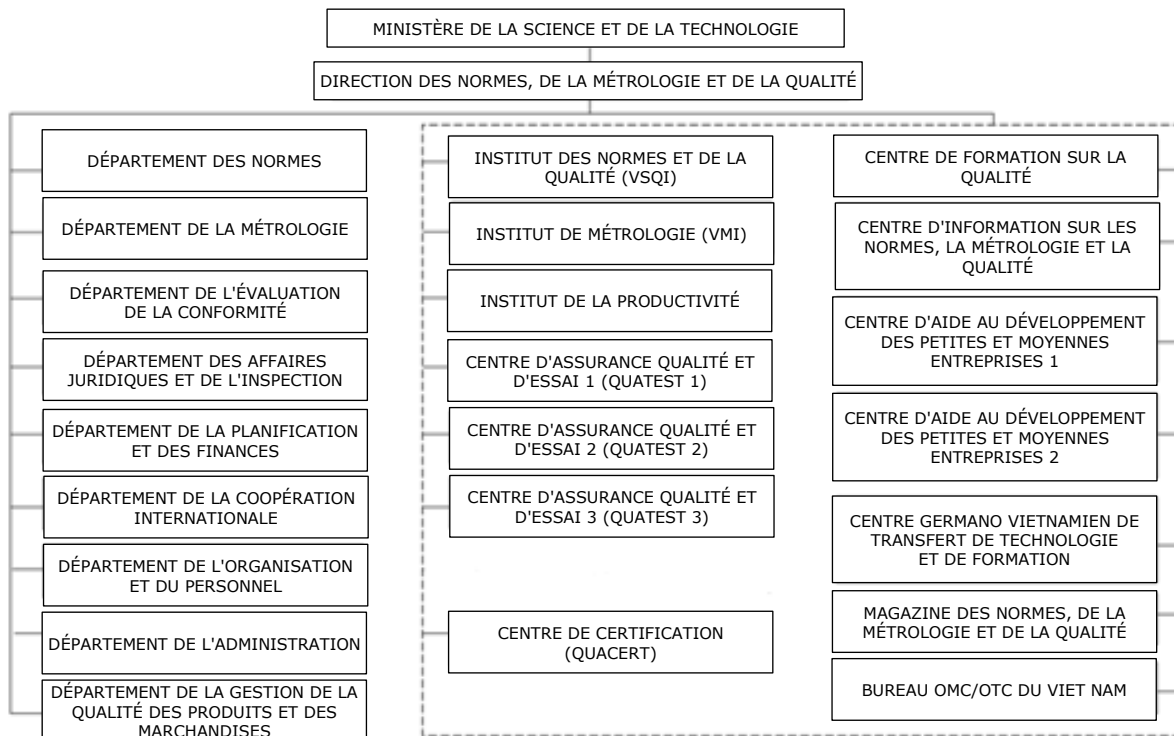 MINISTÈRE DE LA SCIENCE ET DE LA TECHNOLOGIE
DIRECTION DES NORMES, DE LA MÉTROLOGIE ET DE LA QUALITÉ
DÉPARTEMENT DES NORMES
DÉPARTEMENT DE LA MÉTROLOGIE
DÉPARTEMENT DE L'ÉVALUATION
DE LA CONFORMITÉ
DÉPARTEMENT DES AFFAIRES
JURIDIQUES ET DE L'INSPECTION
DÉPARTEMENT DE LA PLANIFICATION
ET DES FINANCES
DÉPARTEMENT DE LA COOPÉRATION
INTERNATIONALE
DÉPARTEMENT DE L'ORGANISATION
ET DU PERSONNEL
DÉPARTEMENT DE L'ADMINISTRATION
DÉPARTEMENT DE LA GESTION DE LA
QUALITÉ DES PRODUITS ET DES
MARCHANDISES
INSTITUT DES NORMES ET DE LA
QUALITÉ (VSQI)
INSTITUT DE MÉTROLOGIE (VMI)
INSTITUT DE LA PRODUCTIVITÉ
CENTRE D'ASSURANCE QUALITÉ ET
D'ESSAI 1 (QUATEST 1)
CENTRE D'ASSURANCE QUALITÉ ET
D'ESSAI 2 (QUATEST 2)
CENTRE D'ASSURANCE QUALITÉ ET
D'ESSAI 3 (QUATEST 3)
CENTRE DE CERTIFICATION
(QUACERT)
CENTRE DE FORMATION SUR LA
QUALITÉ
CENTRE D'INFORMATION SUR LES
NORMES, LA MÉTROLOGIE ET LA
QUALITÉ
CENTRE D'AIDE AU DÉVELOPPEMENT
DES PETITES ET MOYENNES
ENTREPRISES 1
CENTRE D'AIDE AU DÉVELOPPEMENT
DES PETITES ET MOYENNES
ENTREPRISES 2
CENTRE GERMANO VIETNAMIEN DE
TRANSFERT DE TECHNOLOGIE
ET DE FORMATION
MAGAZINE DES NORMES, DE LA
MÉTROLOGIE ET DE LA QUALITÉ
BUREAU OMC/OTC DU VIET NAM